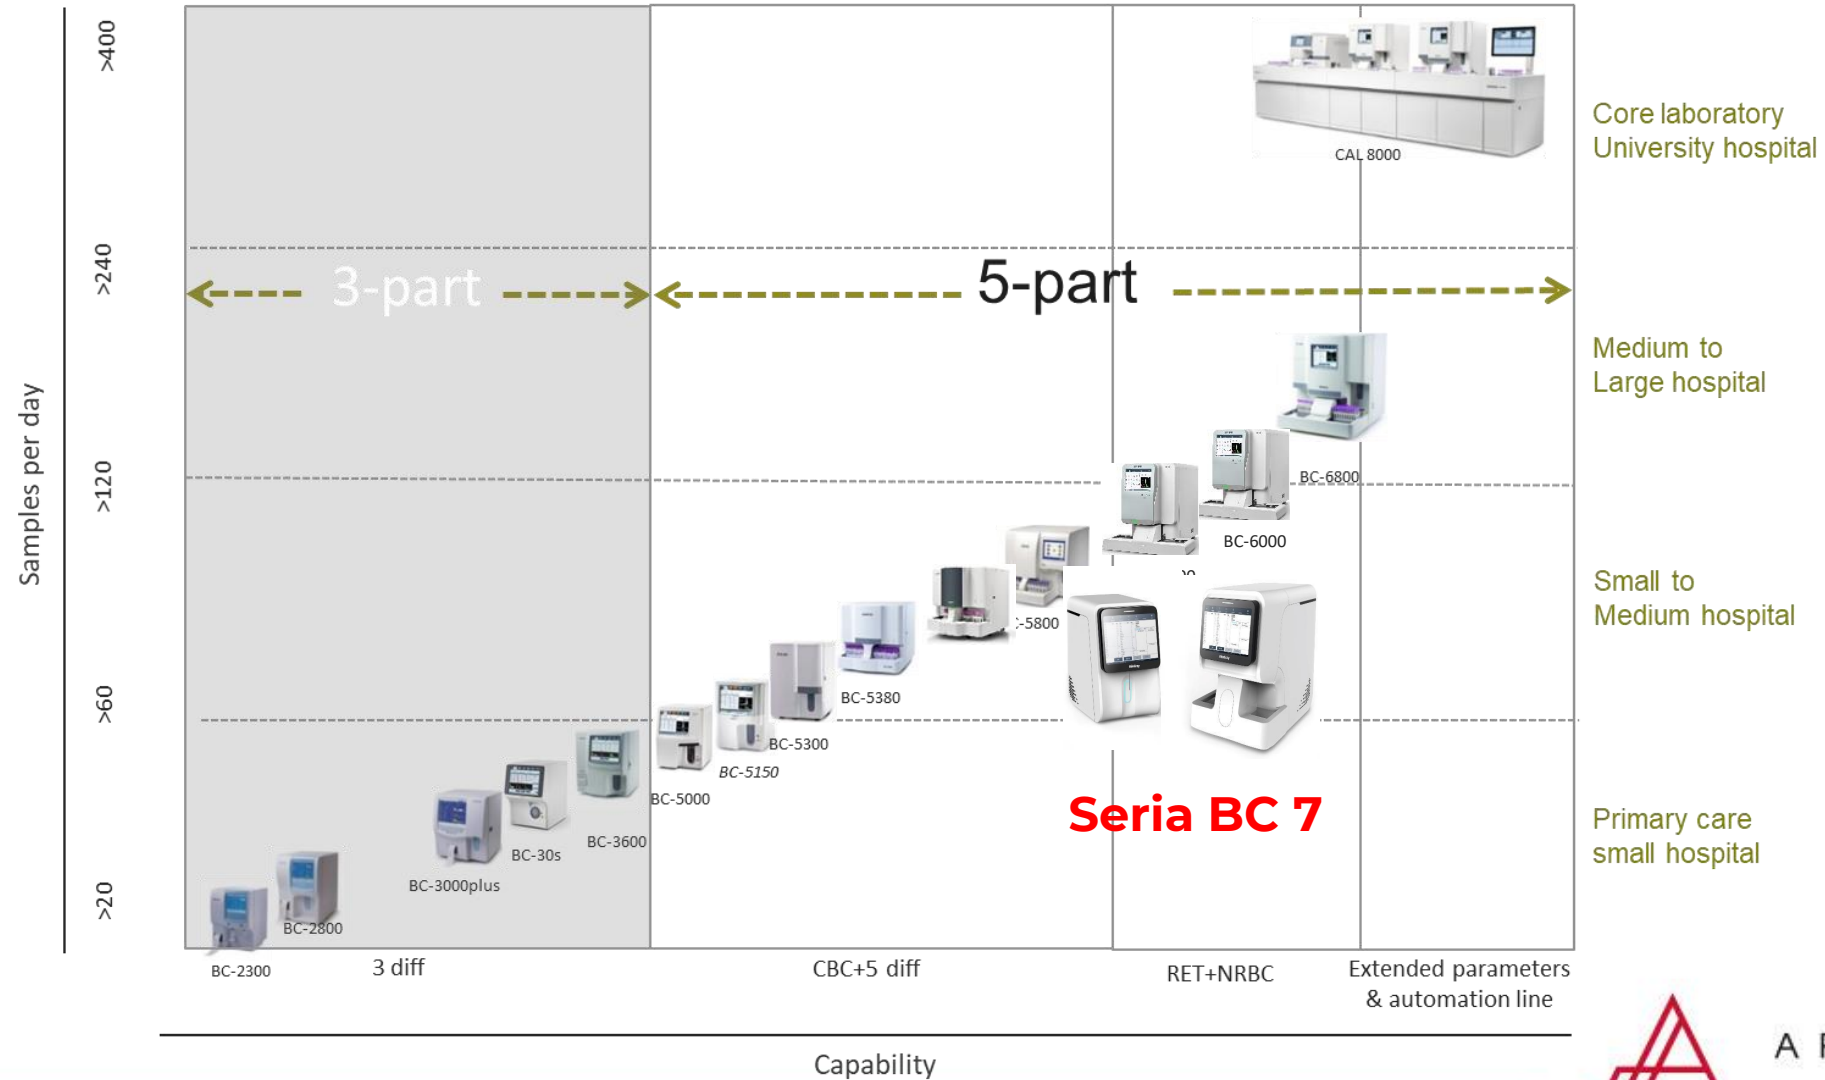 >400
Core laboratory
University hospital
CAL 8000
>240
3-part
5-part
Medium to
Large hospital
Samples per day
>120
BC-6800
BC-6000
Small to
Medium hospital
-5800
BC-5380
>60
BC-5300
BC-5150
BC-5000
Seria BC 7
Primary care
small hospital
BC-3600
BC-30s
BC-3000plus
>20
BC-2800
BC-2300
3 diff
CBC+5 diff
RET+NRBC
Extended parameters
& automation line
Capability
A